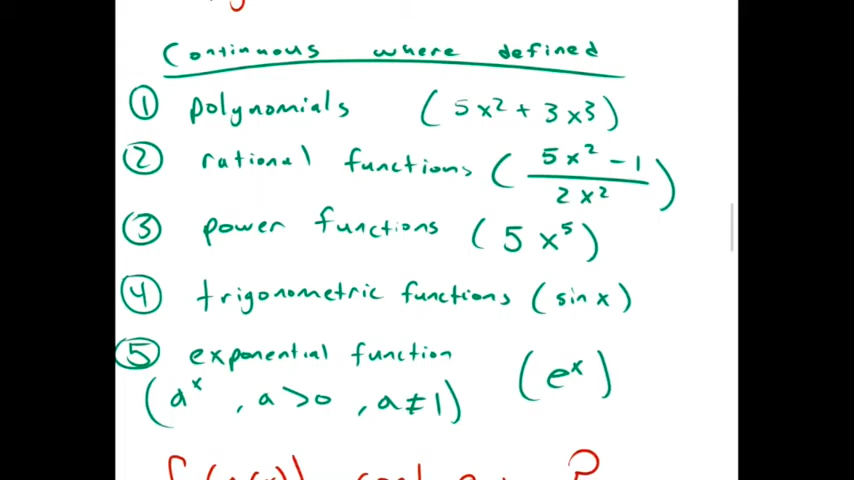 Continuous where defined
① polynomials (5x² + 3x3)
② rational functions (5x² - 1 / 2x²)
③ power functions (5x⁵)
④ trigonometric functions (sin x)
⑤ exponential function (eˣ)
(aˣ, a>0, a≠1)